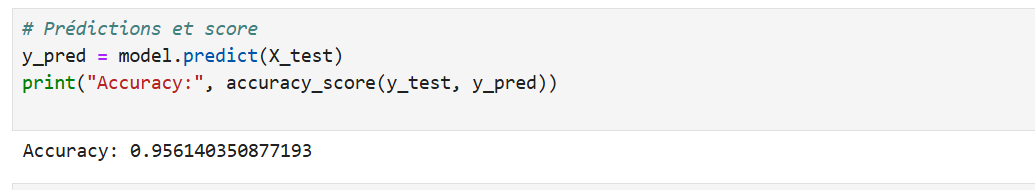 # Prédictions et score
y_pred = model.predict(X_test)
print("Accuracy:", accuracy_score(y_test, y_pred))
Accuracy: 0.956140350877193